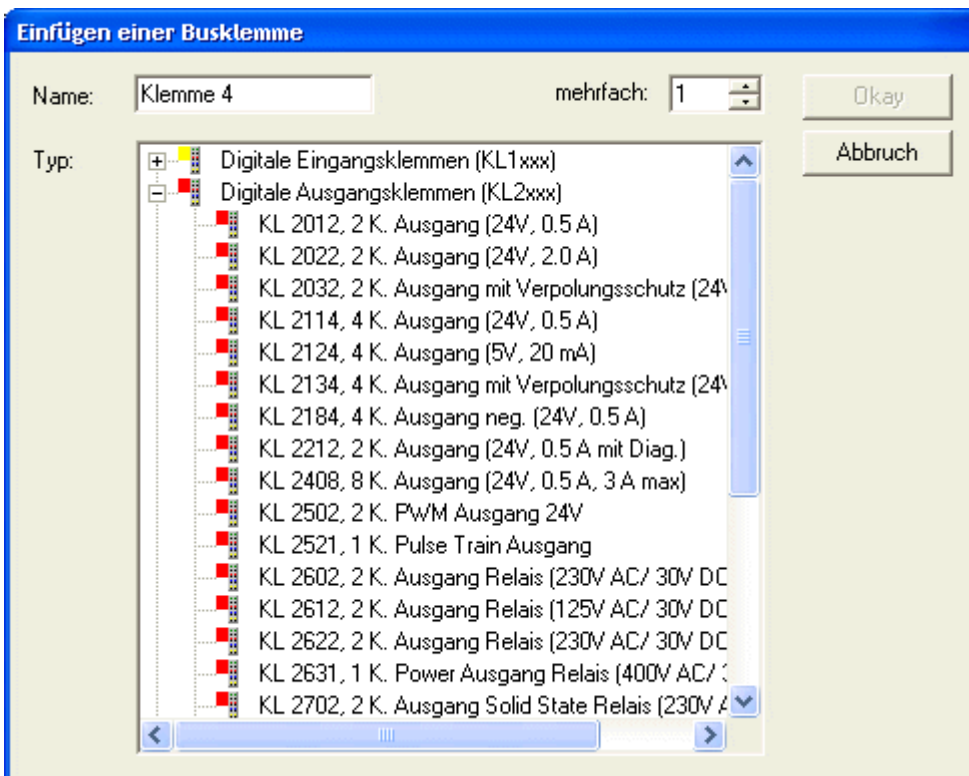 Einfügen einer Busklemme
Name: Klemme 4 mehrfach: 1 Okay
Abbruch
Typ:
Digitale Eingangsklemmen (KL1xxx)
Digitale Ausgangsklemmen (KL2xxx)
KL 2012, 2 K. Ausgang (24V, 0.5 A)
KL 2022, 2 K. Ausgang (24V, 2.0 A)
KL 2032, 2 K. Ausgang mit Verpolungsschutz (24V
KL 2114, 4 K. Ausgang (24V, 0.5 A)
KL 2124, 4 K. Ausgang (5V, 20 mA)
KL 2134, 4 K. Ausgang mit Verpolungsschutz (24V
KL 2184, 4 K. Ausgang neg. (24V, 0.5 A)
KL 2212, 2 K. Ausgang (24V, 0.5 A mit Diag.)
KL 2408, 8 K. Ausgang (24V, 0.5 A, 3 A max)
KL 2502, 2 K. PWM Ausgang 24V
KL 2521, 1 K. Pulse Train Ausgang
KL 2602, 2 K. Ausgang Relais (230V AC/ 30V DC
KL 2612, 2 K. Ausgang Relais (125V AC/ 30V DC
KL 2622, 2 K. Ausgang Relais (230V AC/ 30V DC
KL 2631, 1 K. Power Ausgang Relais (400V AC/
KL 2702, 2 K. Ausgang Solid State Relais (230V